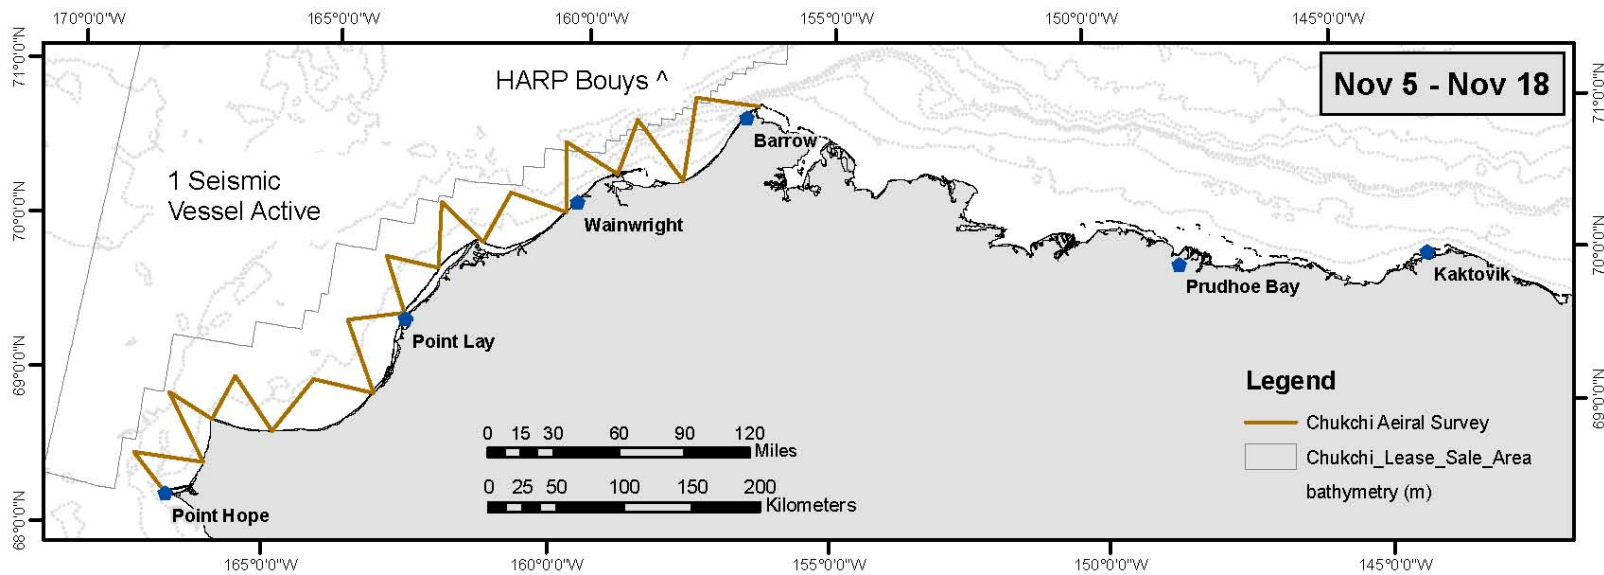 170°0'0"W 165°0'0"W 160°0'0"W 155°0'0"W 150°0'0"W 145°0'0"W
71°0'0"N
71°0'0"N
HARP Bouys ^
Nov 5 - Nov 18
Barrow
1 Seismic
Vessel Active
70°0'0"N
Wainwright
70°0'0"N
Kaktovik
Prudhoe Bay
Point Lay
69°0'0"N
69°0'0"N
Legend
Chukchi Aeiral Survey
Chukchi_Lease_Sale_Area
bathymetry (m)
0 15 30 60 90 120
Miles
0 25 50 100 150 200
Kilometers
Point Hope
68°0'0"N
165°0'0"W 160°0'0"W 155°0'0"W 150°0'0"W 145°0'0"W